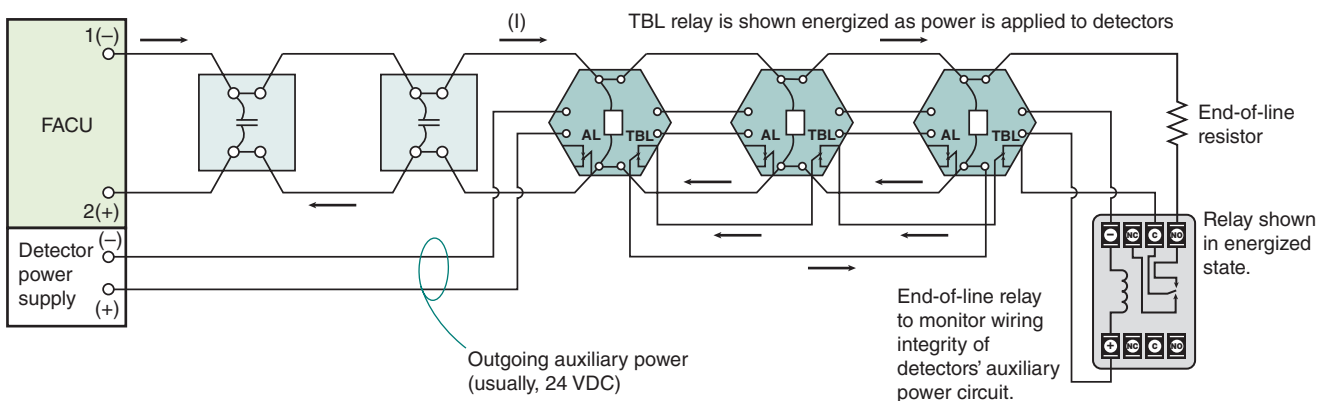 (I)
TBL relay is shown energized as power is applied to detectors
1(–)
FACU
2(+)
Detector
power
supply
(–)
(+)
AL
TBL
AL
TBL
AL
TBL
End-of-line
resistor
–
NC
C
NO
Relay shown
in energized
state.
+
NC
C
NO
End-of-line relay
to monitor wiring
integrity of
detectors' auxiliary
power circuit.
Outgoing auxiliary power
(usually, 24 VDC)